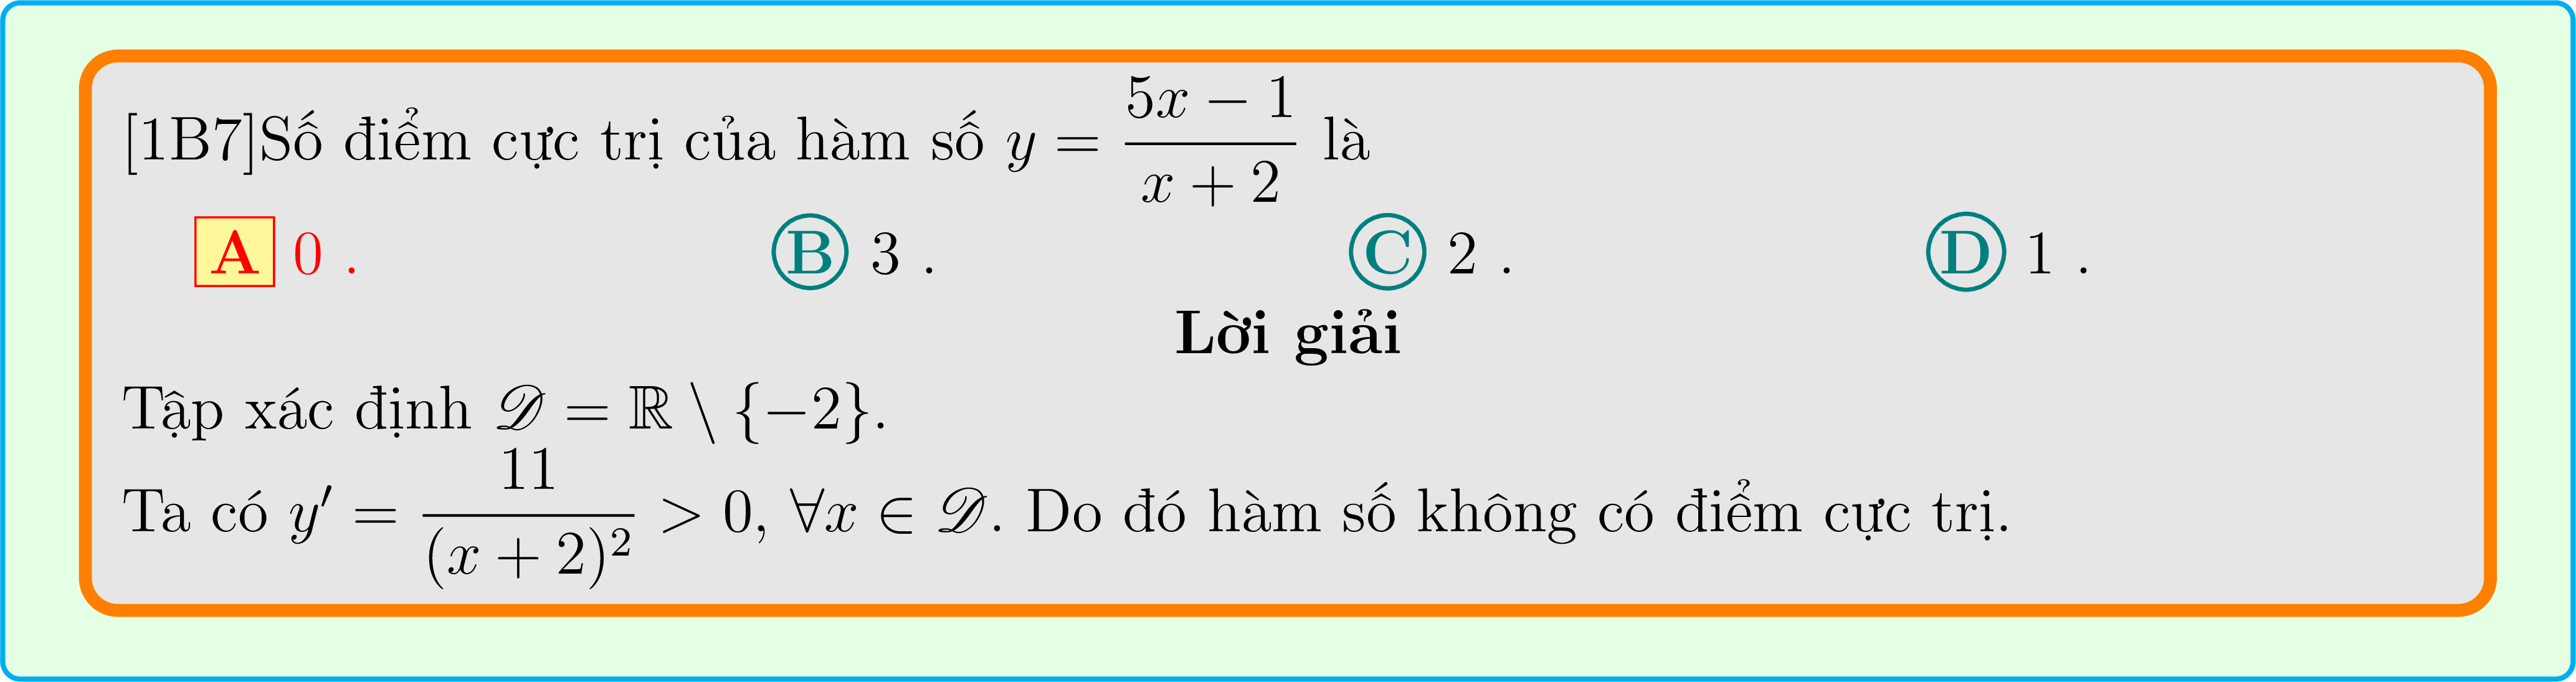 [1B7]Số điểm cực trị của hàm số $y = \dfrac{5x-1}{x+2}$ là
A 0 . B 3 . C 2 . D 1 .
Lời giải
Tập xác định $\mathscr{D} = \mathbb{R} \setminus \{-2\}$.
Ta có $y' = \dfrac{11}{(x+2)^2} > 0, \forall x \in \mathscr{D}$. Do đó hàm số không có điểm cực trị.